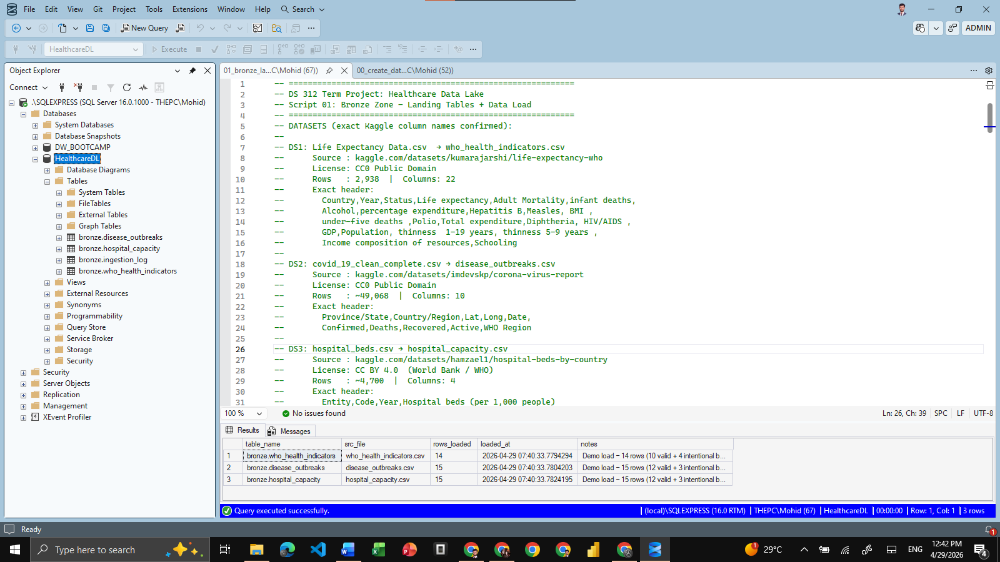 File Edit View Git Project Tools Extensions Window Help Search
New Query ADMIN
HealthcareDL Execute
Object Explorer
Connect
.\SQLEXPRESS (SQL Server 16.0.1000 - THEPC\Mohid)
Databases
System Databases
Database Snapshots
DW_BOOTCAMP
HealthcareDL
Database Diagrams
Tables
System Tables
FileTables
External Tables
Graph Tables
bronze.disease_outbreaks
bronze.hospital_capacity
bronze.ingestion_log
bronze.who_health_indicators
Views
External Resources
Synonyms
Programmability
Query Store
Service Broker
Storage
Security
Security
Server Objects
Replication
Management
XEvent Profiler
01_bronze_la...C\Mohid (67)) 00_create_dat...C\Mohid (52))
1 -- ============================================================
2 -- DS 312 Term Project: Healthcare Data Lake
3 -- Script 01: Bronze Zone – Landing Tables + Data Load
4 -- ============================================================
5 -- DATASETS (exact Kaggle column names confirmed):
6 --
7 -- DS1: Life Expectancy Data.csv → who_health_indicators.csv
8 -- Source : kaggle.com/datasets/kumarajarshi/life-expectancy-who
9 -- License: CC0 Public Domain
10 -- Rows : 2,938 | Columns: 22
11 -- Exact header:
12 -- Country,Year,Status,Life expectancy,Adult Mortality,infant deaths,
13 -- Alcohol,percentage expenditure,Hepatitis B,Measles, BMI ,
14 -- under-five deaths ,Polio,Total expenditure,Diphtheria, HIV/AIDS ,
15 -- GDP,Population, thinness  1-19 years, thinness 5-9 years ,
16 -- Income composition of resources,Schooling
17 --
18 -- DS2: covid_19_clean_complete.csv → disease_outbreaks.csv
19 -- Source : kaggle.com/datasets/imdevskp/corona-virus-report
20 -- License: CC0 Public Domain
21 -- Rows : ~49,068 | Columns: 10
22 -- Exact header:
23 -- Province/State,Country/Region,Lat,Long,Date,
24 -- Confirmed,Deaths,Recovered,Active,WHO Region
25 --
26 -- DS3: hospital_beds.csv → hospital_capacity.csv
27 -- Source : kaggle.com/datasets/hamzael1/hospital-beds-by-country
28 -- License: CC BY 4.0 (World Bank / WHO)
29 -- Rows : ~4,700 | Columns: 4
30 -- Exact header:
31 -- Entity,Code,Year,Hospital beds (per 1,000 people)
100 % No issues found Ln: 26, Ch: 39 SPC LF UTF-8
Results Messages
table_name src_file rows_loaded loaded_at notes
1 bronze.who_health_indicators who_health_indicators.csv 14 2026-04-29 07:40:33.7794294 Demo load – 14 rows (10 valid + 4 intentional b...
2 bronze.disease_outbreaks disease_outbreaks.csv 15 2026-04-29 07:40:33.7804203 Demo load – 15 rows (12 valid + 3 intentional b...
3 bronze.hospital_capacity hospital_capacity.csv 15 2026-04-29 07:40:33.7824195 Demo load – 15 rows (12 valid + 3 intentional b...
Query executed successfully. (local)\SQLEXPRESS (16.0 RTM) THEPC\Mohid (67) HealthcareDL 00:00:00 Row: 1, Col: 1 3 rows
Ready 1
Type here to search 1 29°C ENG 12:42 PM 4/29/2026 4